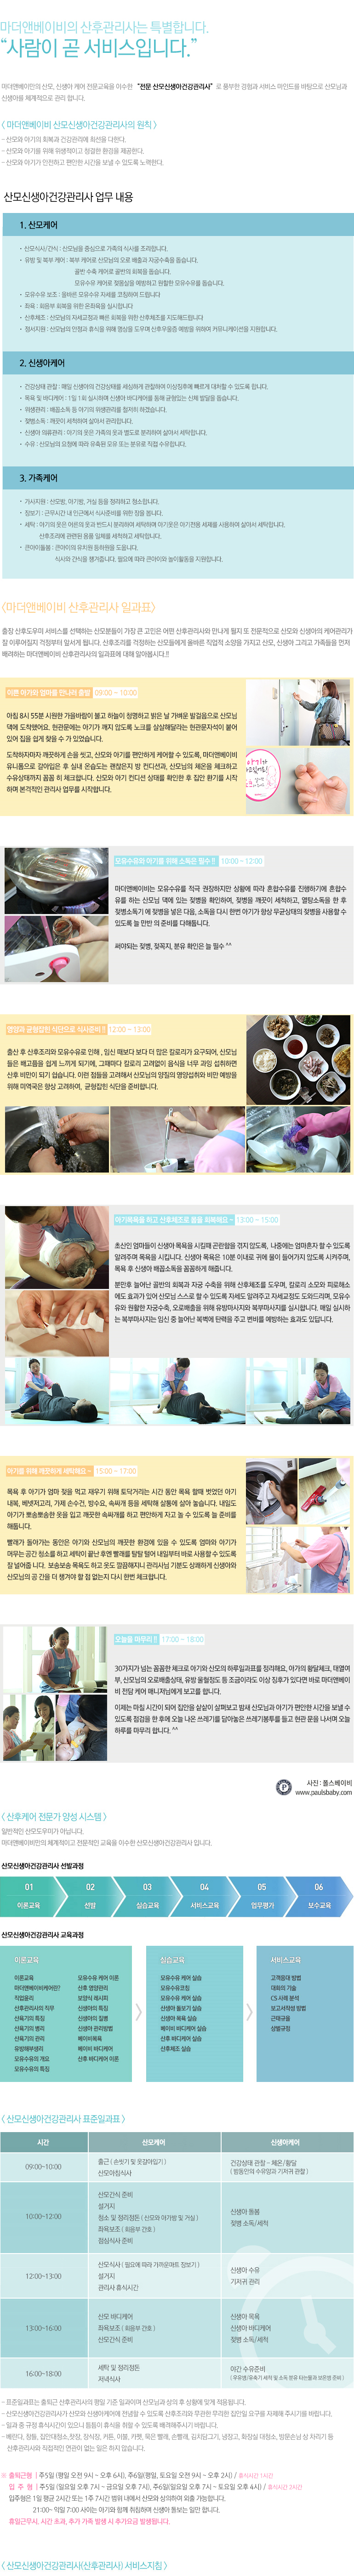 마더앤베이비의 산후관리사는 특별합니다.
“사람이 곧 서비스입니다.”
마더앤베이비만의 산모, 신생아 케어 전문교육을 이수한 “전문 산모신생아건강관리사” 로 풍부한 경험과 서비스 마인드를 바탕으로 산모님과
신생아를 체계적으로 관리 합니다.
〈 마더앤베이비 산모신생아건강관리사의 원칙 〉
- 산모와 아기의 회복과 건강관리에 최선을 다한다.
- 산모와 아기를 위해 위생적이고 청결한 환경을 제공한다.
- 산모와 아기가 안전하고 편안한 시간을 보낼 수 있도록 노력한다.
산모신생아건강관리사 업무 내용
1. 산모케어
• 산모식사/간식 : 산모님을 중심으로 가족의 식사를 조리합니다.
• 유방 및 복부 케어 : 복부 케어로 산모님의 오로 배출과 자궁수축을 돕습니다.
골반 수축 케어로 골반의 회복을 돕습니다.
모유수유 케어로 젖몸살을 예방하고 원활한 모유수유를 돕습니다.
• 모유수유 보조 : 올바른 모유수유 자세를 코칭하여 드립니다
• 좌욕 : 회음부 회복을 위한 온좌욕을 실시합니다
• 산후체조 : 산모님의 자세교정과 빠른 회복을 위한 산후체조를 지도해드립니다
• 정서지원 : 산모님의 안정과 휴식을 위해 명상을 도우며 산후우울증 예방을 위하여 커뮤니케이션을 지원합니다.
2. 신생아케어
• 건강상태 관찰 : 매일 신생아의 건강상태를 세심하게 관찰하여 이상징후에 빠르게 대처할 수 있도록 합니다.
• 목욕 및 바디케어 : 1일 1회 실시하며 신생아 바디케어를 통해 균형있는 신체 발달을 돕습니다.
• 위생관리 : 배꼽소독 등 아기의 위생관리를 철저히 하겠습니다.
• 젖병소독 : 깨끗이 세척하여 삶아서 관리합니다.
• 신생아 의류관리 : 아기의 옷은 가족의 옷과 별도로 분리하여 삶아서 세탁합니다.
• 수유 : 산모님의 요청에 따라 유축된 모유 또는 분유로 직접 수유합니다.
3. 가족케어
• 가사지원 : 산모방, 아기방, 거실 등을 정리하고 청소합니다.
• 장보기 : 근무시간 내 인근에서 식사준비를 위한 장을 봅니다.
• 세탁 : 아기의 옷은 어른의 옷과 반드시 분리하여 세탁하며 아기옷은 아기전용 세제를 사용하여 삶아서 세탁합니다.
산후조리에 관련된 용품 일체를 세척하고 세탁합니다.
• 큰아이돌봄 : 큰아이의 유치원 등하원을 도웁니다.
식사와 간식을 챙겨줍니다. 필요에 따라 큰아이와 놀이활동을 지원합니다.
〈마더앤베이비 산후관리사 일과표〉
출장 산후도우미 서비스를 선택하는 산모분들이 가장 큰 고민은 어떤 산후관리사와 만나게 될지 또 전문적으로 산모와 신생아의 케어관리가
잘 이루어질지 걱정부터 앞서게 됩니다. 산후조리를 걱정하는 산모들에게 올바른 직업적 소양을 가지고 산모, 신생아 그리고 가족들을 먼저
배려하는 마더앤베이비 산후관리사의 일과표에 대해 알아봅시다.!!
이쁜 아가와 엄마를 만나러 출발 09:00 ~ 10:00
아침 8시 55분 시원한 가을바람이 불고 하늘이 청명하고 밝은 날 가벼운 발걸음으로 산모님
댁에 도착했어요. 현관문에는 아기가 깨지 않도록 노크를 살살해달라는 현관문자석이 붙어
있어 집을 쉽게 찾을 수 가 있었습니다.
도착하자마자 깨끗하게 손을 씻고, 산모와 아기를 편안하게 케어할 수 있도록, 마더앤베이비
유니폼으로 갈아입은 후 실내 온습도는 괜찮은지 방 컨디션과, 산모님의 체온을 체크하고
수유상태까지 꼼꼼 히 체크합니다. 산모와 아기 컨디션 상태를 확인한 후 집안 환기를 시작
하며 본격적인 관리사 업무를 시작합니다.
모유수유와 아기를 위해 소독은 필수 !! 10:00 ~ 12:00
마더앤베이비는 모유수유를 적극 권장하지만 상황에 따라 혼합수유를 진행하기에 혼합수
유를 하는 산모님 댁에 있는 젖병을 확인하여, 젖병을 깨끗이 세척하고, 열탕소독을 한 후
젖병소독기 에 젖병을 넣은 다음, 소독을 다시 한번 아기가 항상 무균상태의 젖병을 사용할 수
있도록 늘 만반 의 준비를 다해둡니다.
쎠야되는 젖병, 젖꼭지, 분유 확인은 늘 필수 ^^
영양과 균형잡힌 식단으로 식사준비 !! 12:00 ~ 13:00
출산 후 산후조리와 모유수유로 인해 , 임신 때보다 보다 더 많은 칼로리가 요구되어, 산모님
들은 배고픔을 쉽게 느끼게 되기에, 그때마다 칼로리 고려없이 음식을 너무 과잉 섭취하면
산후 비만이 되기 쉽습니다. 이런 점들을 고려해서 산모님의 양질의 영양섭취와 비만 예방을
위해 미역국은 항상 고려하며, 균형잡힌 식단을 준비합니다.
아기목욕을 하고 산후체조로 몸을 회복해요 ~ 13:00 ~ 15:00
초산인 엄마들이 신생아 목욕을 시킬때 곤란함을 겪지 않도록, 나중에는 엄마혼자 할 수 있도록
알려주며 목욕을 시킵니다. 신생아 목욕은 10분 이내로 귀에 물이 들어가지 않도록 시켜주며,
목욕 후 신생아 배꼽소독을 꼼꼼하게 해줍니다.
분만후 늘어난 골반의 회복과 자궁 수축을 위해 산후체조를 도우며, 칼로리 소모와 피로해소
에도 효과가 있어 산모님 스스로 할 수 있도록 자세도 알려주고 자세교정도 도와드리며, 모유수
유와 원활한 자궁수축, 오로배출을 위해 유방마사지와 복부마사지를 실시합니다. 매일 실시하
는 복부마사지는 임신 중 늘어난 복벽에 탄력을 주고 변비를 예방하는 효과도 있답니다.
아기를 위해 깨끗하게 세탁해요 ~ 15:00 ~ 17:00
목욕 후 아기가 엄마 젖을 먹고 재우기 위해 토닥거리는 시간 동안 목욕 할때 벗었던 아기
내복, 베넷저고리, 가제 손수건, 방수요, 속싸개 등을 세탁해 살통에 삶아 놓습니다. 내일도
아기가 뽀송뽀송한 옷을 입고 깨끗한 속싸개를 하고 편안하게 지고 놀 수 있도록 늘 준비를
해둡니다.
빨래가 돌아가는 동안은 아기와 산모님의 깨끗한 환경에 있을 수 있도록 엄마와 아기가
머무는 공간 청소를 하고 세탁이 끝난 후엔 빨래를 탈탈 털어 내일부터 바로 사용할 수 있도록
잘 널어줍 니다. 보송보송 목욕도 하고 옷도 깔끔해지니 관리사님 기분도 상쾌하게 신생아와
산모님의 공간을 더 챙겨야 할 점 없는지 다시 한번 체크합니다.
오늘을 마무리 !! 17:00 ~ 18:00
30가지가 넘는 꼼꼼한 체크로 아기와 산모의 하루일과표를 정리해요, 아가의 황달체크, 태열여
부, 산모님의 오로배출상태, 유방 울혈정도 등 조금이라도 이상 징후가 있다면 바로 마더앤베이
비 전담 케어 매니저님에게 보고를 합니다.
이제는 마칠 시간이 되어 집안을 샅샅이 살펴보고 밤새 산모님과 아기가 편안한 시간을 보낼 수
있도록 점검을 한 후에 오늘 나온 쓰레기를 담아놓은 쓰레기봉투를 들고 현관 문을 나서며 오늘
하루를 마무리 합니다. ^^
사진 : 폴스베이비
www.paulsbaby.com
〈 산후케어 전문가 양성 시스템 〉
일반적인 산모도우미가 아닙니다.
마더앤베이비만의 체계적이고 전문적인 교육을 이수한 산모신생아건강관리사 입니다.
산모신생아건강관리사 선발과정
01 02 03 04 05 06
이론교육 선발 실습교육 서비스교육 업무평가 보수교육
산모신생아건강관리사 교육과정
이론교육 실습교육 서비스교육
이론교육 모유수유 케어 이론 모유수유 케어 실습 고객응대 방법
마더앤베이비케어란? 산후 영양관리 모유수유코칭 대화의 기술
직업윤리 보양식 레시피 모유수유 케어 실습 CS 사례 분석
산후관리사의 직무 신생아의 특징 신생아 돌보기 실습 보고서작성 방법
산욕기의 특징 신생아의 질병 신생아 목욕 실습 근태규율
산욕기의 병리 신생아 관리방법 베이비 바디케어 실습 상벌규정
산욕기의 관리 베이비목욕 산후 바디케어 실습
유방해부생리 베이비 바디케어 산후체조 실습
모유수유의 개요 산후 바디케어 이론
모유수유의 특징
〈 산모신생아건강관리사 표준일과표 〉
시간 산모케어 신생아케어
09:00~10:00
출근 ( 손씻기 및 옷갈아입기 )
산모아침식사
건강상태 관찰 - 체온/황달
( 밤동안의 수유양과 기저귀 관찰 )
10:00~12:00
산모간식 준비
설거지
청소 및 정리정돈 ( 산모와 아가방 및 거실 )
좌욕보조 ( 회음부 간호 )
점심식사 준비
신생아 돌봄
젖병 소독/세척
12:00~13:00
산모식사 ( 필요에 따라 가까운마트 장보기 )
설거지
관리사 휴식시간
신생아 수유
기저귀 관리
13:00~16:00
산모 바디케어
좌욕보조 ( 회음부 간호 )
산모간식 준비
신생아 목욕
신생아 바디케어
젖병 소독/세척
16:00~18:00
세탁 및 정리정돈
저녁식사
야간 수유준비
( 우유병/유축기 세척 및 소독 분유 타는물과 보온병 준비 )
- 표준일과표는 출퇴근 산후관리사의 평일 기준 일과이며 산모님과 상의 후 상황에 맞게 적용됩니다.
- 산모신생아건강관리사가 산모와 신생아케어에 전념할 수 있도록 산후조리와 무관한 무리한 집안일 요구를 자제해 주시기를 바랍니다.
- 일과 중 규정 휴식시간이 있으니 틈틈이 휴식을 취할 수 있도록 배려해주시기 바랍니다.
- 베란다, 창틀, 집안대청소,찻장, 장식장, 커튼, 이불, 카펫, 묵은 빨래, 손빨래, 김치담그기, 냉장고, 화장실 대청소, 방문손님 상 차리기 등
산후관리사와 직접적인 연관이 없는 일은 하지 않습니다.
※ 출퇴근형 ┃주5일 (평일 오전 9시 ~ 오후 6시), 주6일(평일, 토요일 오전 9시 ~ 오후 2시) / 휴식시간 1시간
입 주 형 ┃주5일 (일요일 오후 7시 ~ 금요일 오후 7시), 주6일(일요일 오후 7시 ~ 토요일 오후 4시) / 휴식시간 2시간
입주형은 1일 평균 2시간 또는 1주 7시간 범위 내에서 산모와 상의하여 외출 가능합니다.
21:00~ 익일 7:00 사이는 아기와 함께 취침하며 신생아 돌보는 일만 합니다.
휴일근무시, 시간 초과, 추가 가족 발생 시 추가요금 발생됩니다.
〈 산모신생아건강관리사(산후관리사) 서비스지침 〉